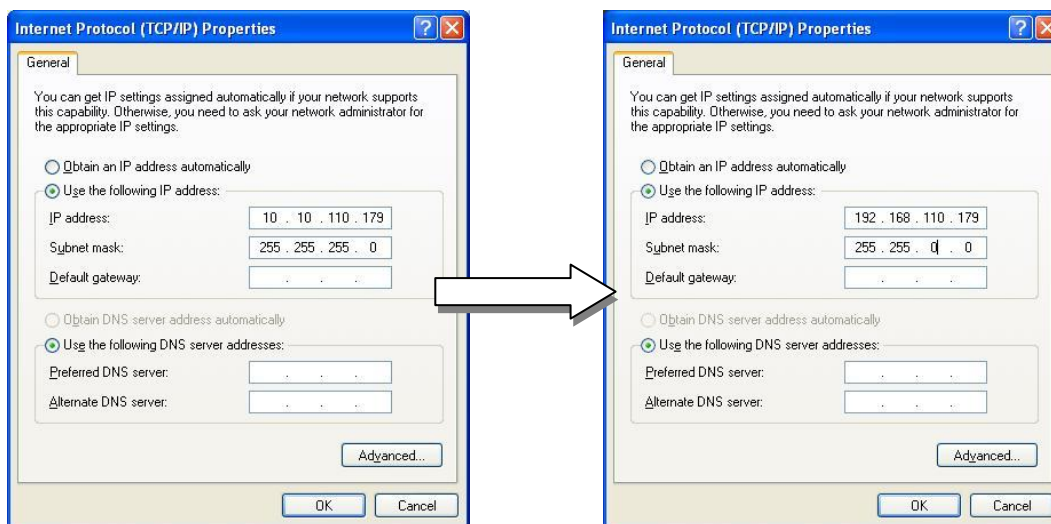 Internet Protocol (TCP/IP) Properties
General
You can get IP settings assigned automatically if your network supports
this capability. Otherwise, you need to ask your network administrator for
the appropriate IP settings.
Obtain an IP address automatically
Use the following IP address:
IP address: 10 . 10 . 110 . 179
Subnet mask: 255 . 255 . 255 . 0
Default gateway: . . .
Obtain DNS server address automatically
Use the following DNS server addresses:
Preferred DNS server: . . .
Alternate DNS server: . . .
Advanced...
OK Cancel
Internet Protocol (TCP/IP) Properties
General
You can get IP settings assigned automatically if your network supports
this capability. Otherwise, you need to ask your network administrator for
the appropriate IP settings.
Obtain an IP address automatically
Use the following IP address:
IP address: 192 . 168 . 110 . 179
Subnet mask: 255 . 255 . 0 . 0
Default gateway: . . .
Obtain DNS server address automatically
Use the following DNS server addresses:
Preferred DNS server: . . .
Alternate DNS server: . . .
Advanced...
OK Cancel